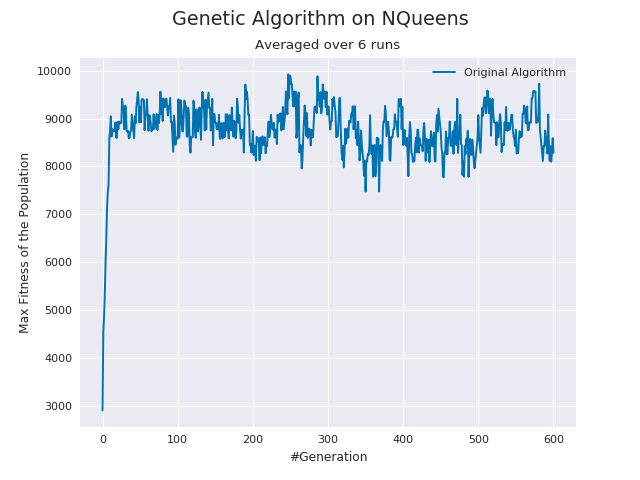 Genetic Algorithm on NQueens
Averaged over 6 runs
Original Algorithm
10000
9000
8000
7000
6000
5000
4000
3000
Max Fitness of the Population
0 100 200 300 400 500 600
#Generation